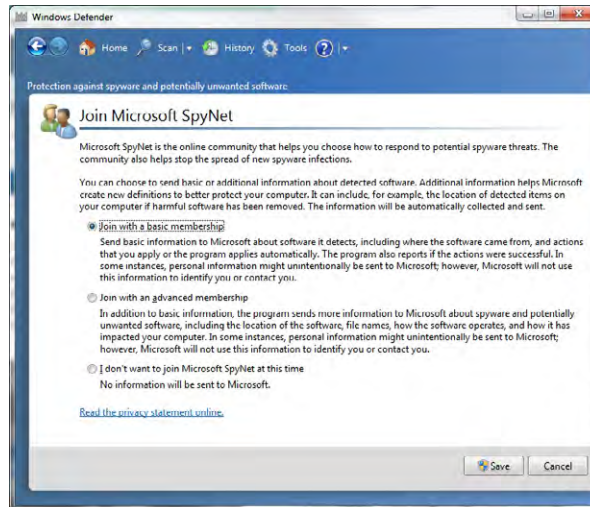 Windows Defender
Home Scan History Tools
Protection against spyware and potentially unwanted software
Join Microsoft SpyNet
Microsoft SpyNet is the online community that helps you choose how to respond to potential spyware threats. The
community also helps stop the spread of new spyware infections.
You can choose to send basic or additional information about detected software. Additional information helps Microsoft
create new definitions to better protect your computer. It can include, for example, the location of detected items on
your computer if harmful software has been removed. The information will be automatically collected and sent.
Join with a basic membership
Send basic information to Microsoft about software it detects, including where the software came from, and actions
that you apply or the program applies automatically. The program also reports if the actions were successful. In
some instances, personal information might unintentionally be sent to Microsoft; however, Microsoft will not use
this information to identify you or contact you.
Join with an advanced membership
In addition to basic information, the program sends more information to Microsoft about spyware and potentially
unwanted software, including the location of the software, file names, how the software operates, and how it has
impacted your computer. In some instances, personal information might unintentionally be sent to Microsoft;
however, Microsoft will not use this information to identify you or contact you.
I don't want to join Microsoft SpyNet at this time
No information will be sent to Microsoft.
Read the privacy statement online.
Save Cancel